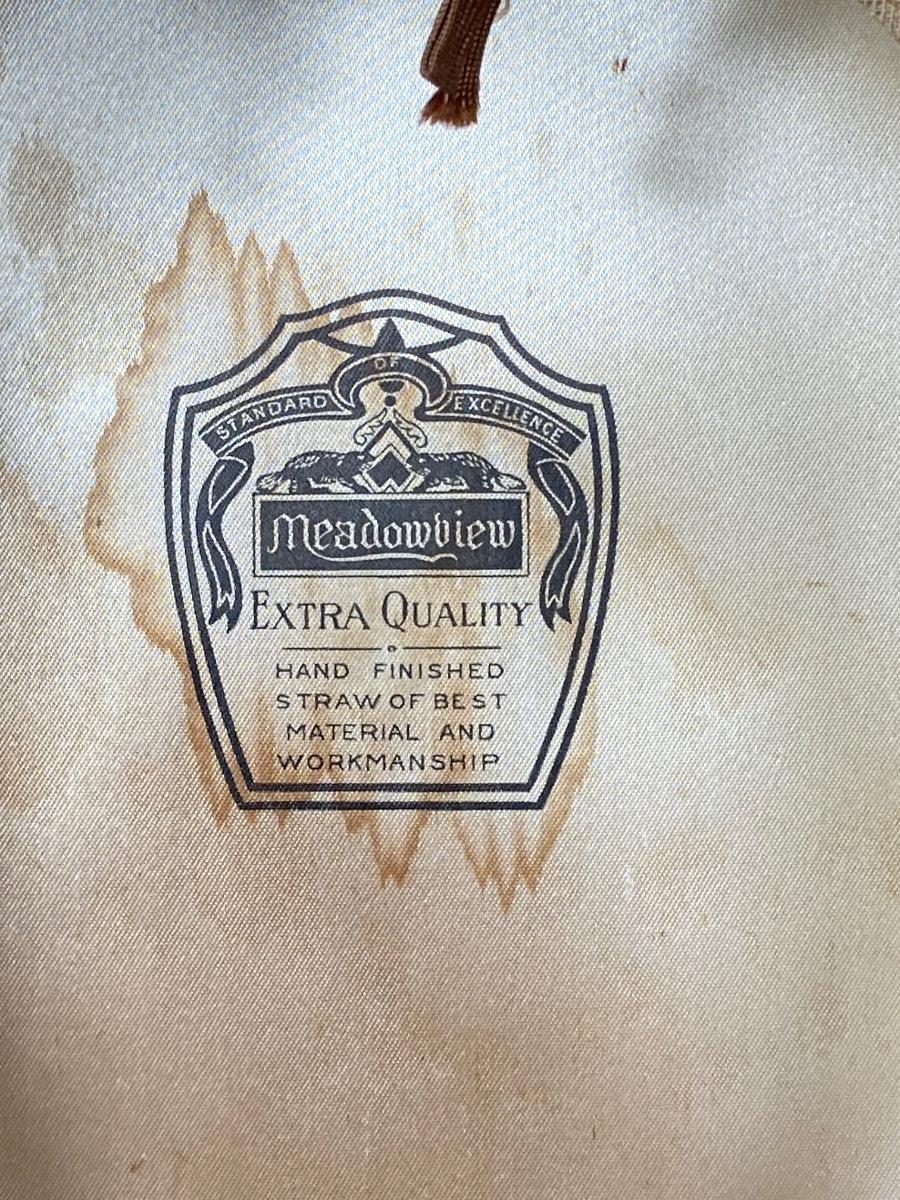 STANDARD OF EXCELLENCE
Meadowview
EXTRA QUALITY
HAND FINISHED
STRAW OF BEST
MATERIAL AND
WORKMANSHIP